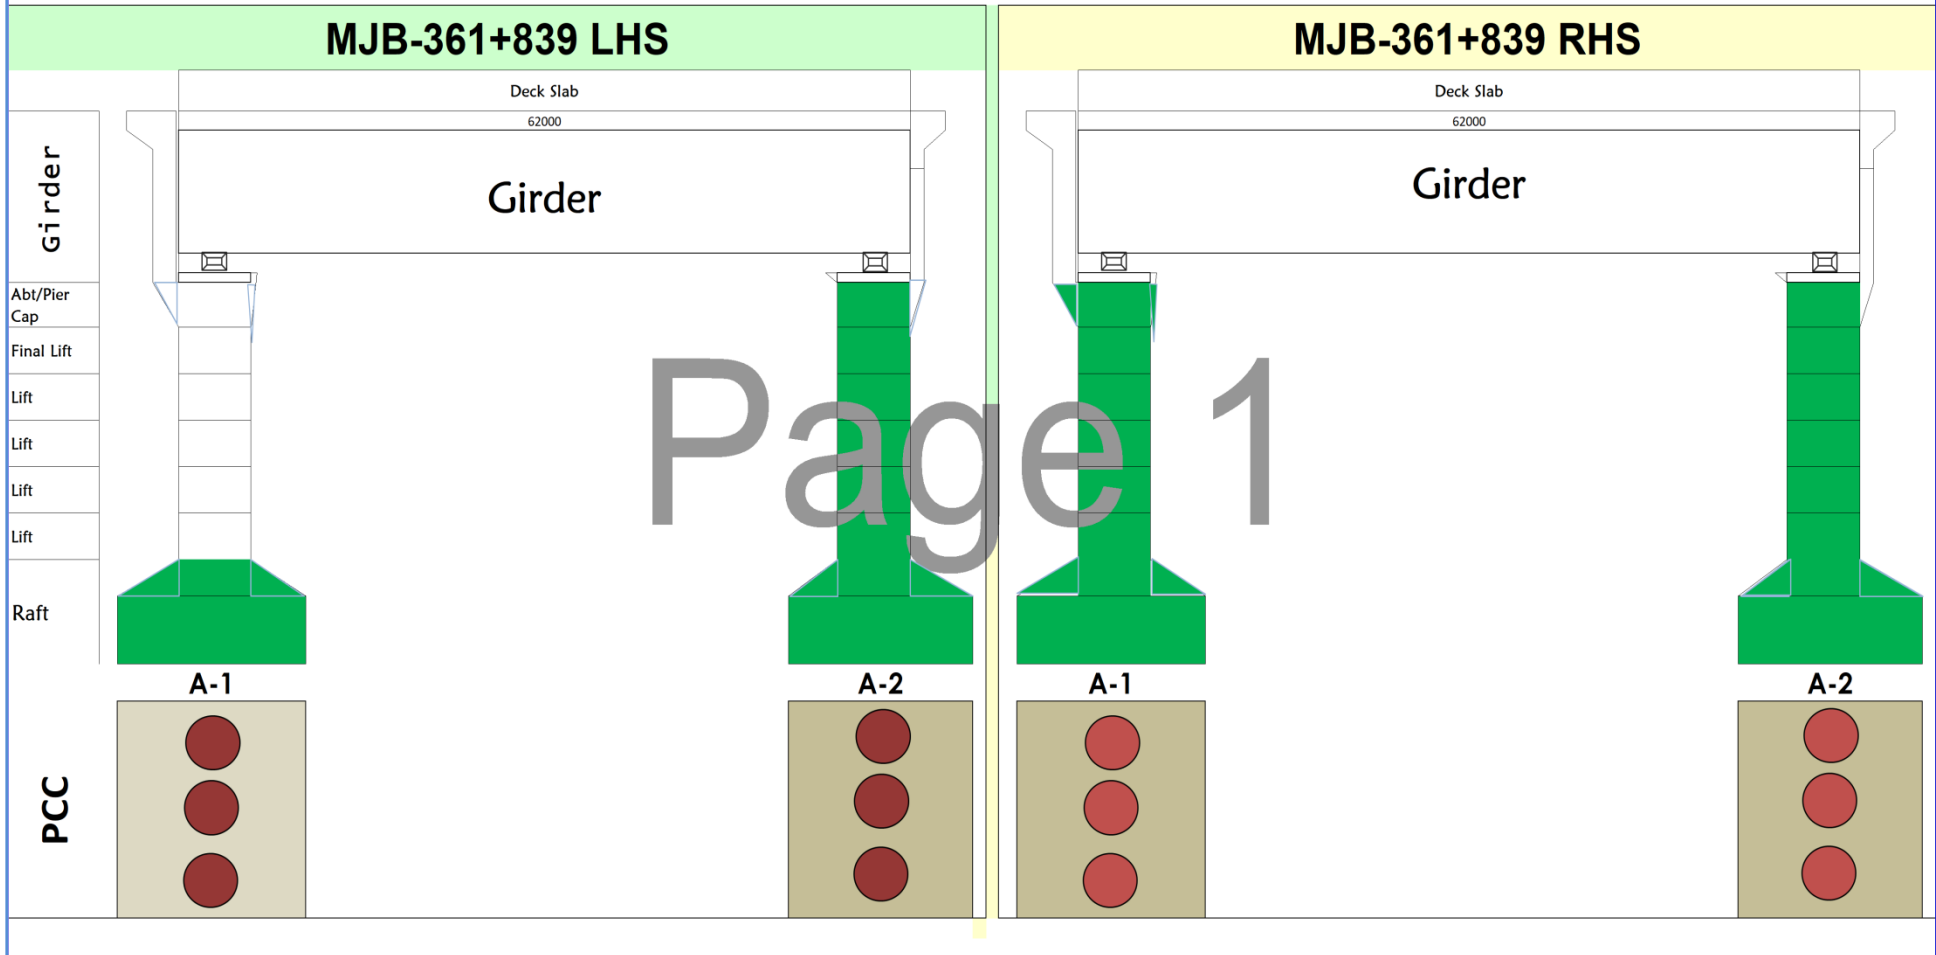 MJB-361+839 LHS
MJB-361+839 RHS
Deck Slab
Deck Slab
62000
62000
Girder
Girder
Girder
Abt/Pier
Cap
Final Lift
Lift
Lift
Lift
Lift
Page 1
Raft
A-1
A-2
A-1
A-2
PCC